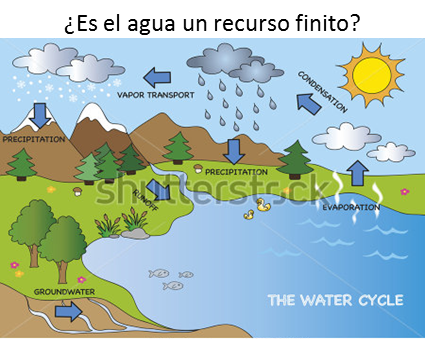 ¿Es el agua un recurso finito?
VAPOR TRANSPORT
CONDENSATION
PRECIPITATION
PRECIPITATION
shutterstock
RUNOFF
EVAPORATION
GROUNDWATER
THE WATER CYCLE